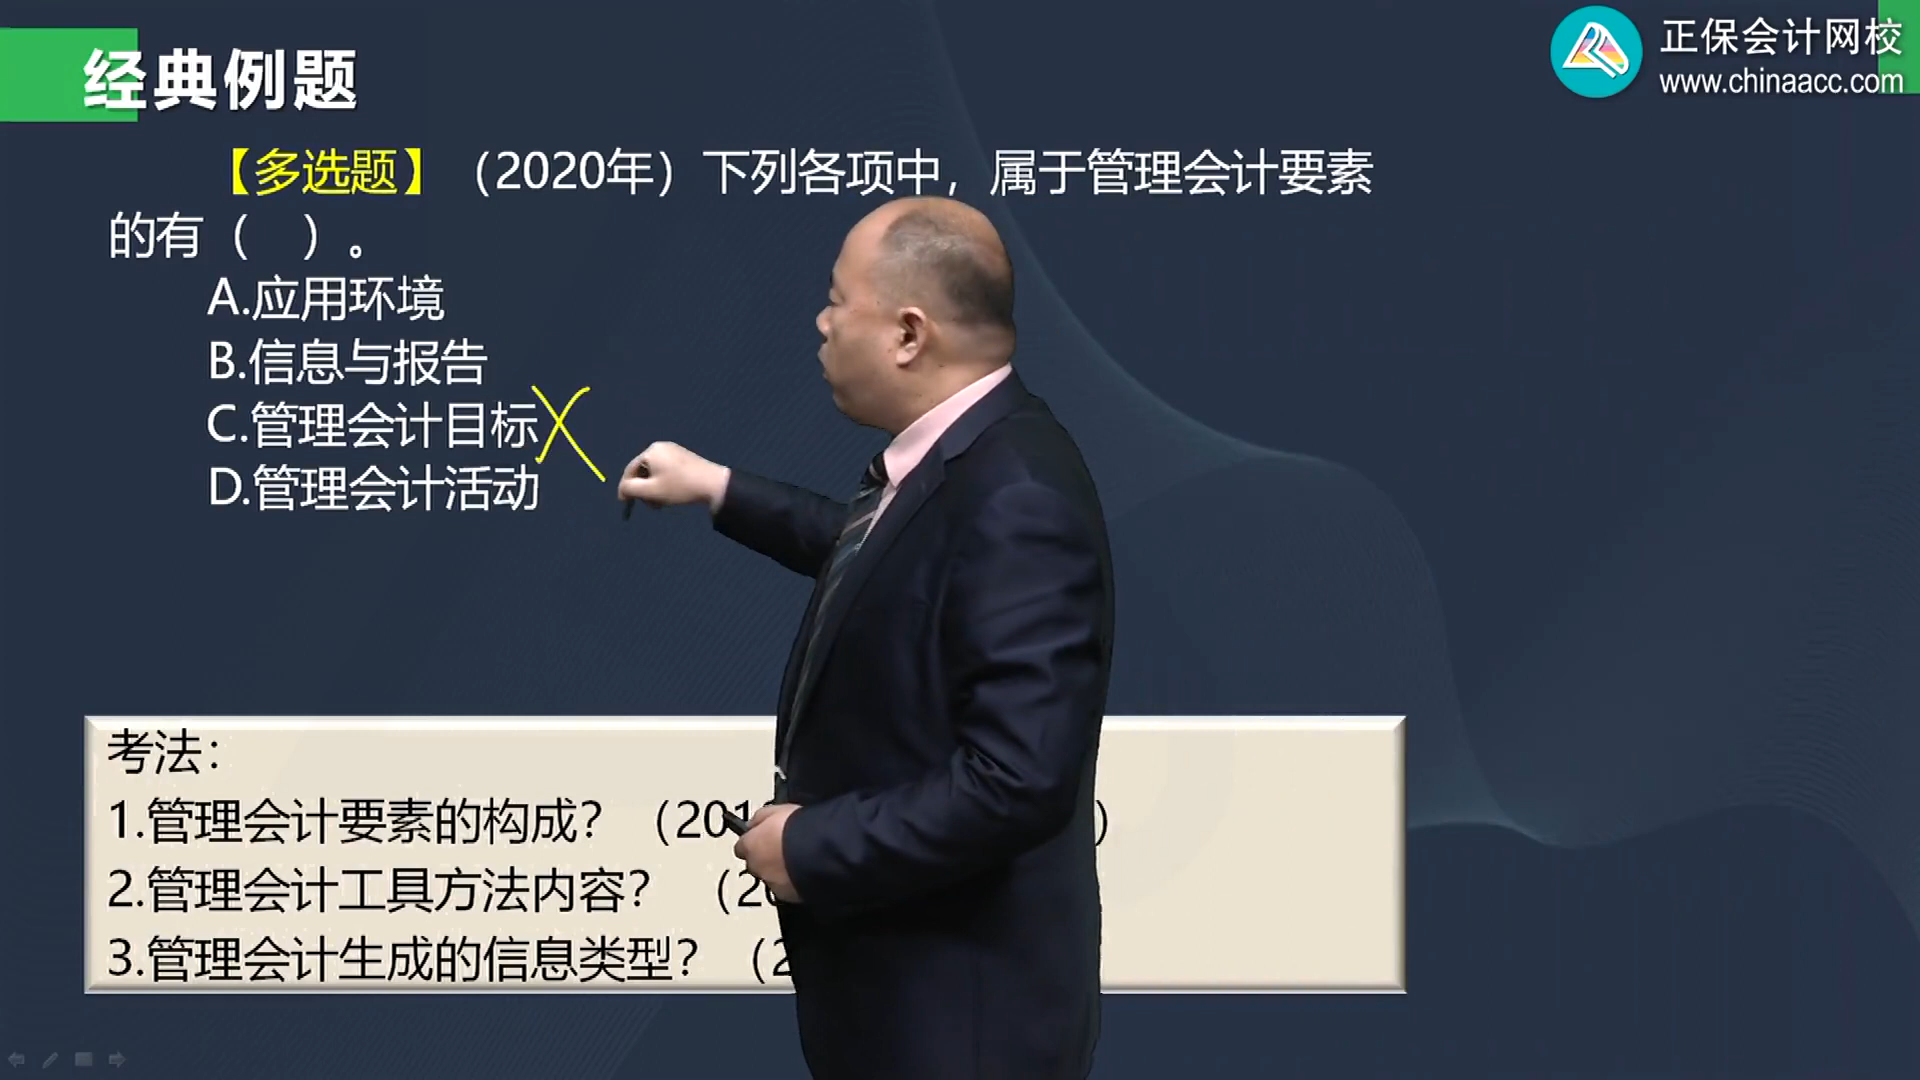 经典例题
正保会计网校
www.chinaacc.com
【多选题】（2020年）下列各项中，属于管理会计要素
的有（ ）。
A.应用环境
B.信息与报告
C.管理会计目标
D.管理会计活动
考法：
1.管理会计要素的构成？（201 ）
2.管理会计工具方法内容？（20
3.管理会计生成的信息类型？（2